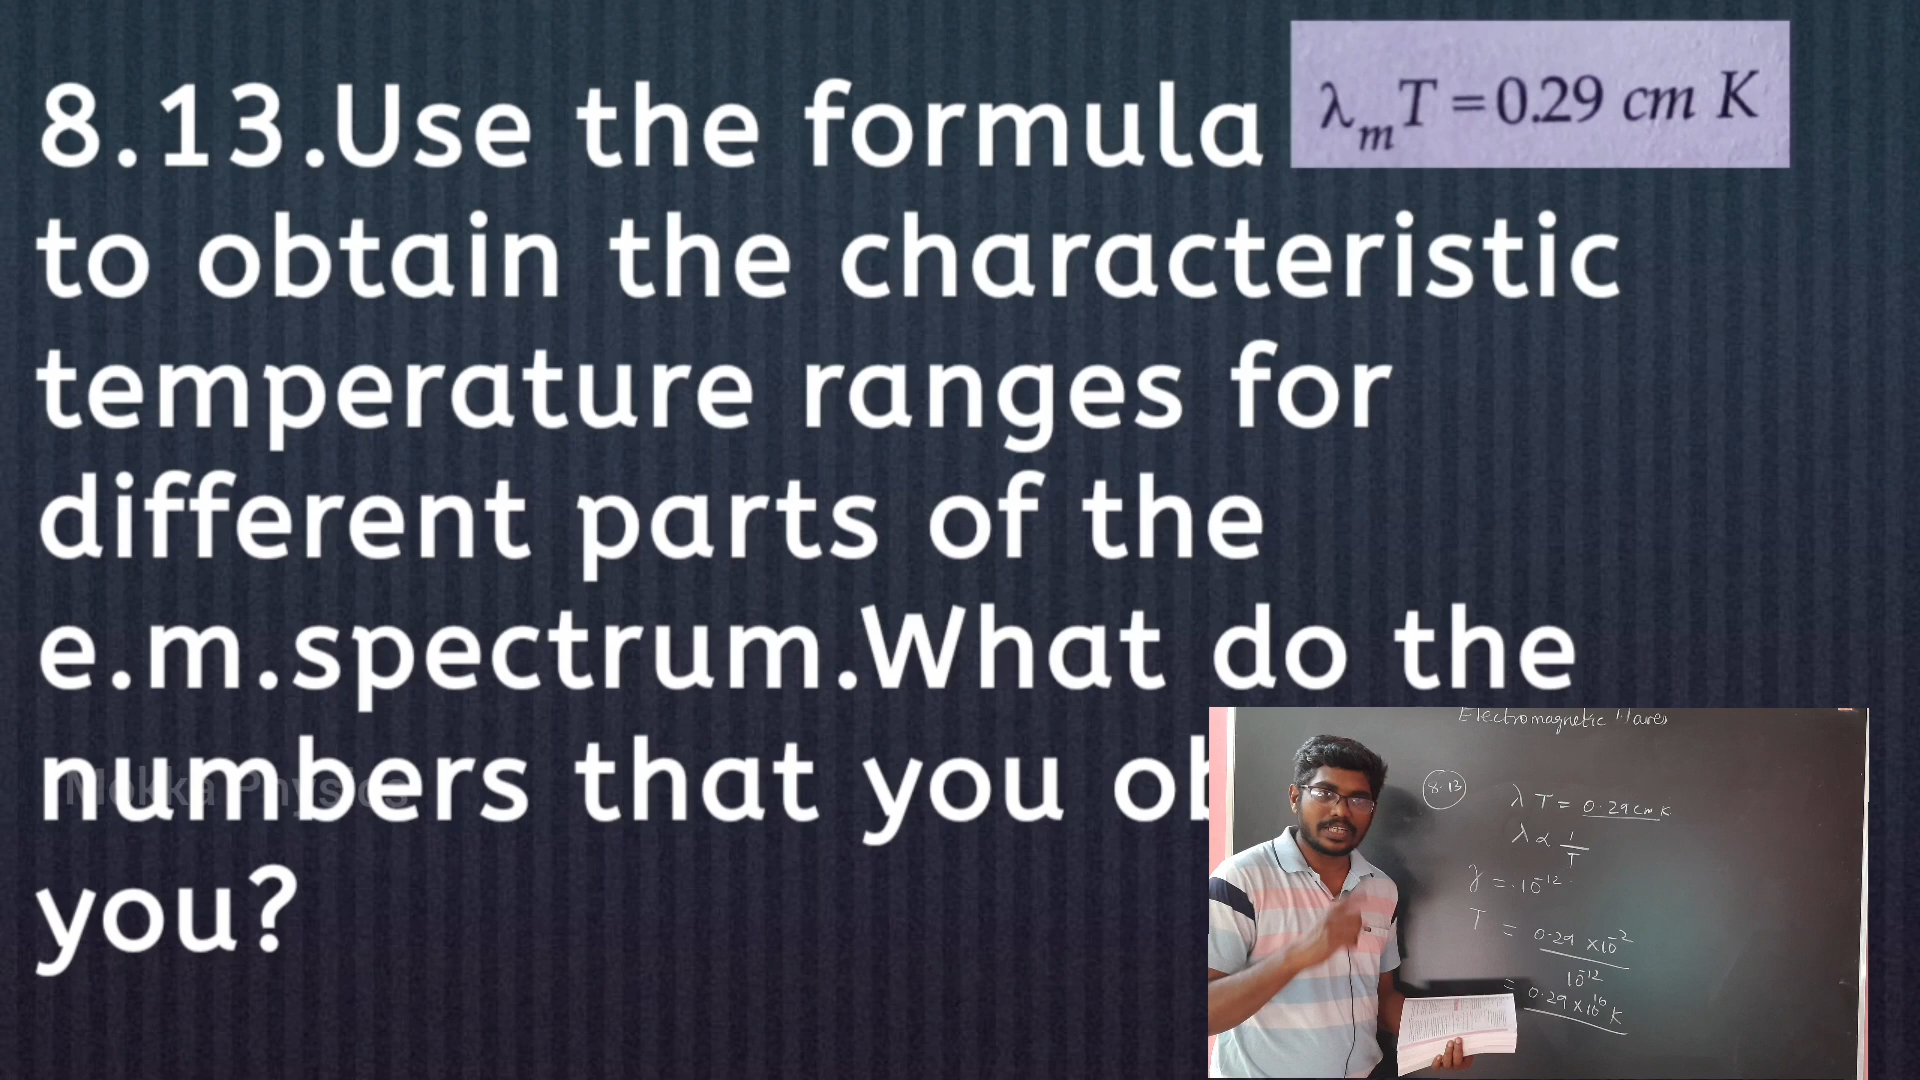 8.13.Use the formula λₘT = 0.29 cm K
to obtain the characteristic
temperature ranges for
different parts of the
e.m.spectrum.What do the
numbers that you ob
you?
Mokka Physics
Electromagnetic Waves
8.13
λ T = 0.29 cm K
λ ∝ 1/T
= 10⁻¹²
T = 0.29 × 10⁻² / 10⁻¹²
= 0.29 × 10¹⁰ K